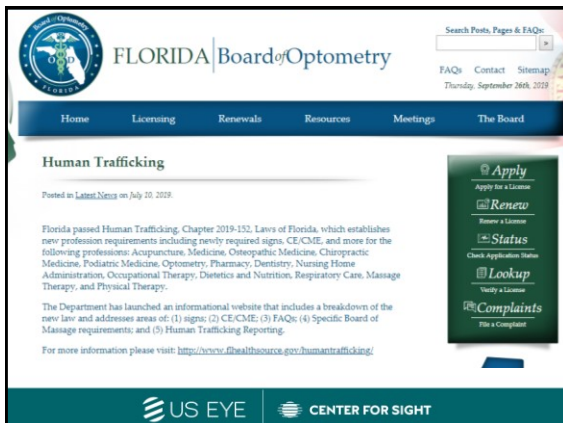 Board of Optometry
O D
FLORIDA
FLORIDA Board of Optometry
Search Posts, Pages & FAQs:
>
FAQs Contact Sitemap
Thursday, September 26th, 2019
Home Licensing Renewals Resources Meetings The Board
Human Trafficking
Posted in Latest News on July 10, 2019.
Florida passed Human Trafficking, Chapter 2019-152, Laws of Florida, which establishes
new profession requirements including newly required signs, CE/CME, and more for the
following professions: Acupuncture, Medicine, Osteopathic Medicine, Chiropractic
Medicine, Podiatric Medicine, Optometry, Pharmacy, Dentistry, Nursing Home
Administration, Occupational Therapy, Dietetics and Nutrition, Respiratory Care, Massage
Therapy, and Physical Therapy.
The Department has launched an informational website that includes a breakdown of the
new law and addresses areas of: (1) signs; (2) CE/CME; (3) FAQs; (4) Specific Board of
Massage requirements; and (5) Human Trafficking Reporting.
For more information please visit: http://www.flhealthsource.gov/humantrafficking/
Apply
Apply for a License
Renew
Renew a License
Status
Check Application Status
Lookup
Verify a License
Complaints
File a Complaint
US EYE CENTER FOR SIGHT